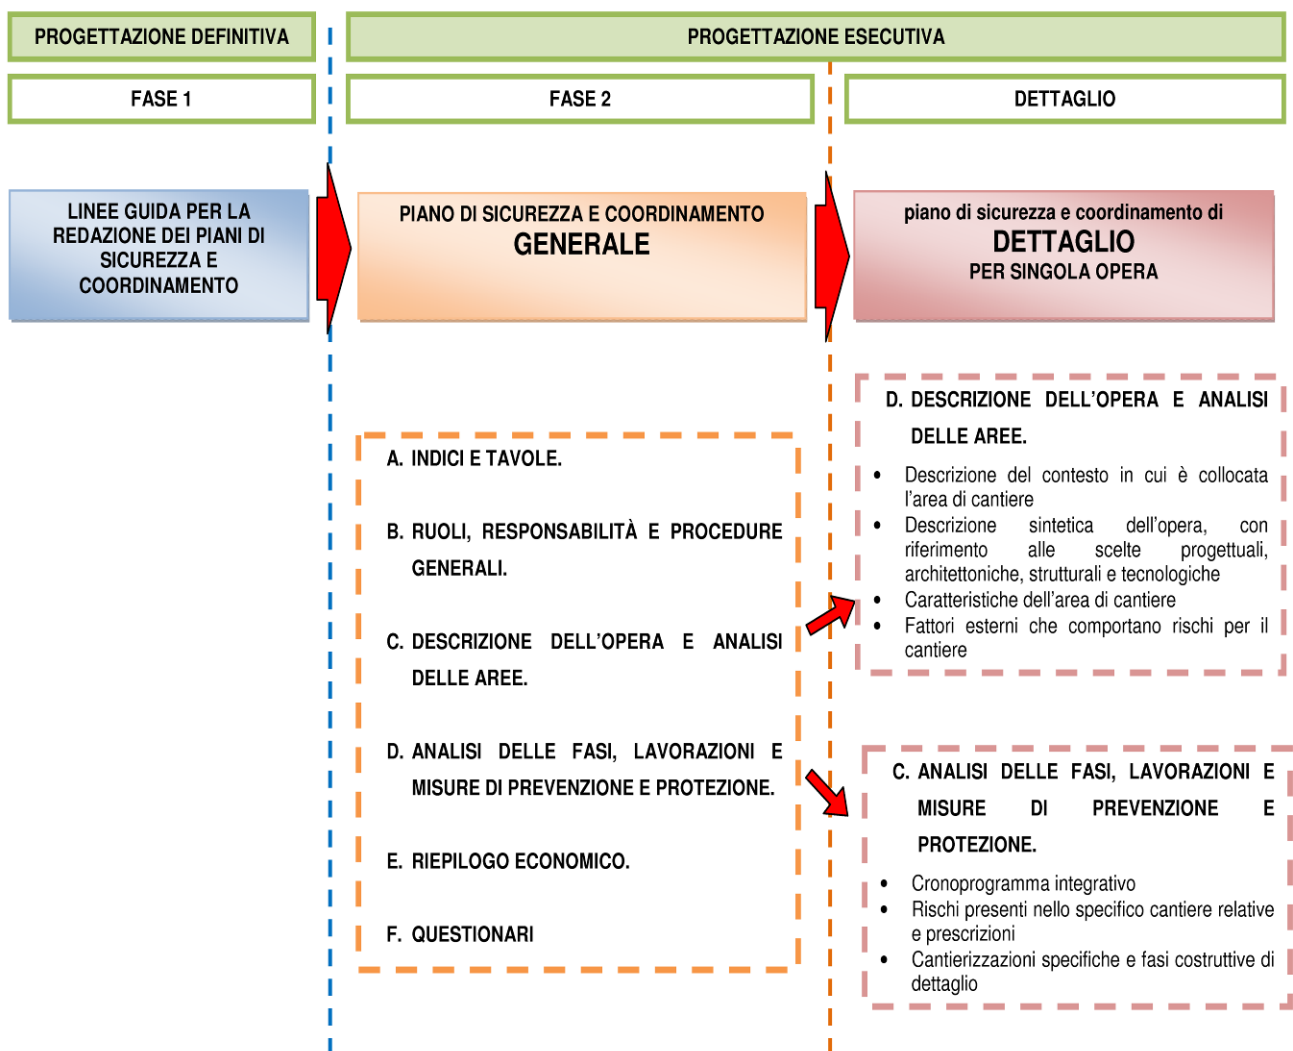 PROGETTAZIONE DEFINITIVA
PROGETTAZIONE ESECUTIVA
FASE 1
FASE 2
DETTAGLIO
LINEE GUIDA PER LA
REDAZIONE DEI PIANI DI
SICUREZZA E
COORDINAMENTO
PIANO DI SICUREZZA E COORDINAMENTO
GENERALE
piano di sicurezza e coordinamento di
DETTAGLIO
PER SINGOLA OPERA
A. INDICI E TAVOLE.
B. RUOLI, RESPONSABILITÀ E PROCEDURE
GENERALI.
C. DESCRIZIONE DELL'OPERA E ANALISI
DELLE AREE.
D. ANALISI DELLE FASI, LAVORAZIONI E
MISURE DI PREVENZIONE E PROTEZIONE.
E. RIEPILOGO ECONOMICO.
F. QUESTIONARI
D. DESCRIZIONE DELL'OPERA E ANALISI
DELLE AREE.
• Descrizione del contesto in cui è collocata
l'area di cantiere
• Descrizione sintetica dell'opera, con
riferimento alle scelte progettuali,
architettoniche, strutturali e tecnologiche
• Caratteristiche dell'area di cantiere
• Fattori esterni che comportano rischi per il
cantiere
C. ANALISI DELLE FASI, LAVORAZIONI E
MISURE DI PREVENZIONE E
PROTEZIONE.
• Cronoprogramma integrativo
• Rischi presenti nello specifico cantiere relative
e prescrizioni
• Cantierizzazioni specifiche e fasi costruttive di
dettaglio